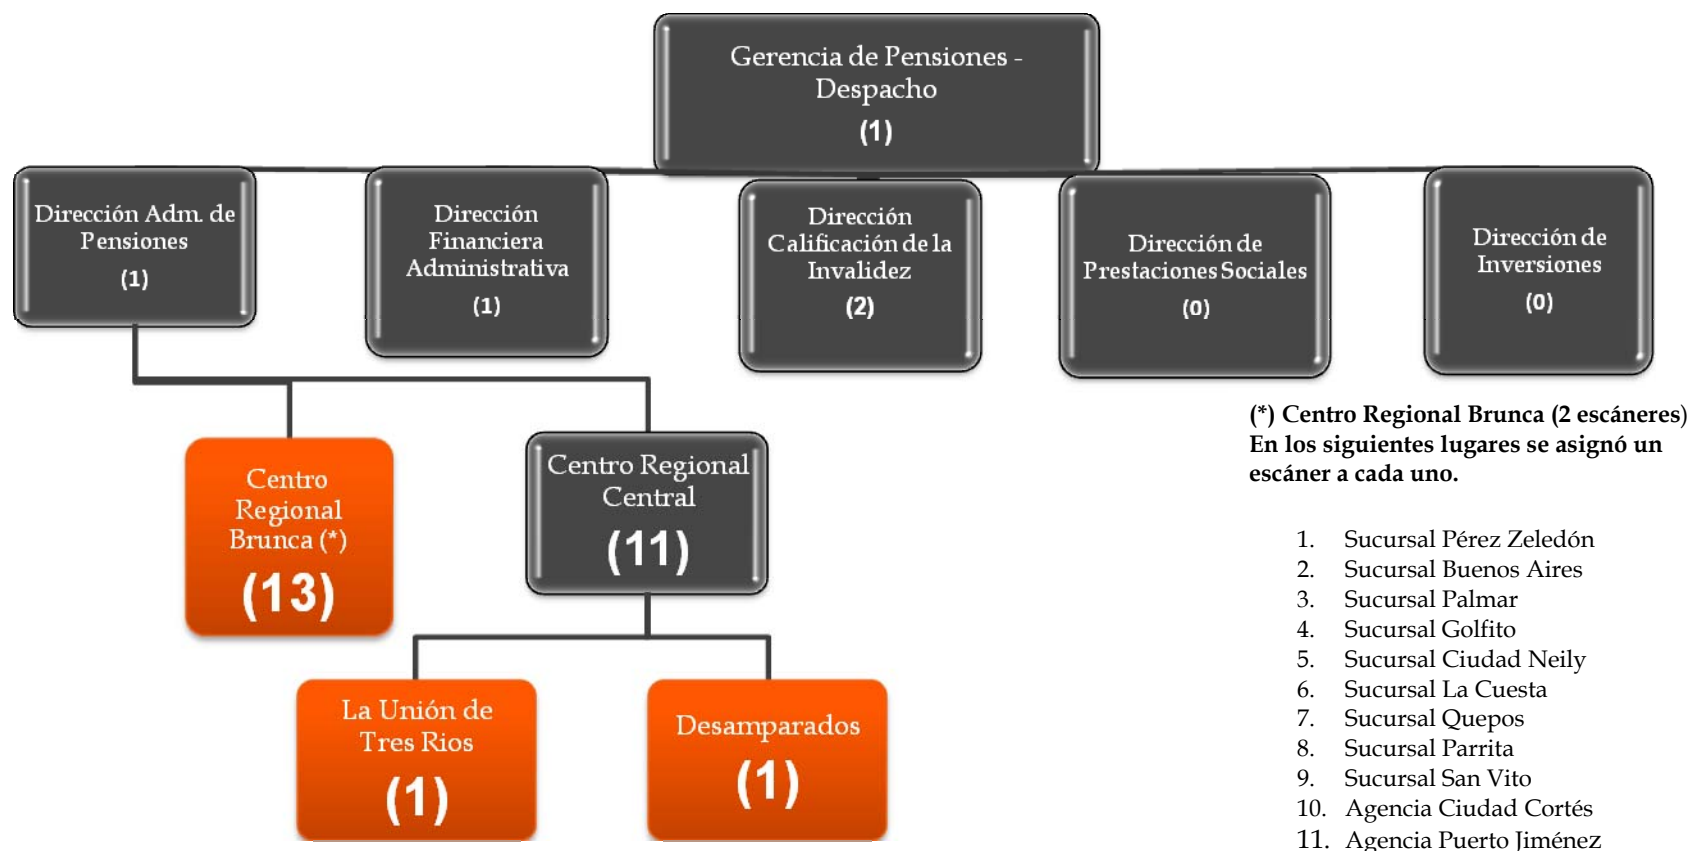 Gerencia de Pensiones -
Despacho
(1)
Dirección Adm. de
Pensiones
(1)
Dirección
Financiera
Administrativa
(1)
Dirección
Calificación de la
Invalidez
(2)
Dirección de
Prestaciones Sociales
(0)
Dirección de
Inversiones
(0)
Centro
Regional
Brunca (*)
(13)
Centro Regional
Central
(11)
La Unión de
Tres Rios
(1)
Desamparados
(1)
(*) Centro Regional Brunca (2 escáneres)
En los siguientes lugares se asignó un
escáner a cada uno.
1. Sucursal Pérez Zeledón
2. Sucursal Buenos Aires
3. Sucursal Palmar
4. Sucursal Golfito
5. Sucursal Ciudad Neily
6. Sucursal La Cuesta
7. Sucursal Quepos
8. Sucursal Parrita
9. Sucursal San Vito
10. Agencia Ciudad Cortés
11. Agencia Puerto Jiménez